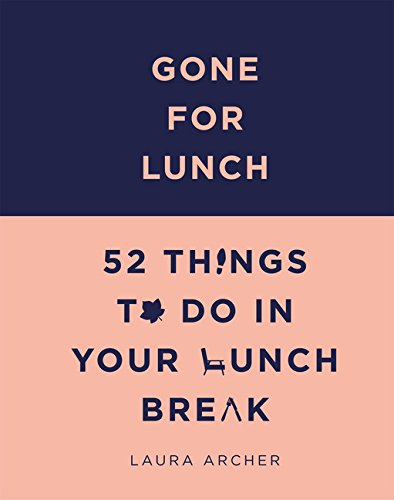 GONE
FOR
LUNCH
52 THINGS
TO DO IN
YOUR LUNCH
BREAK
LAURA ARCHER